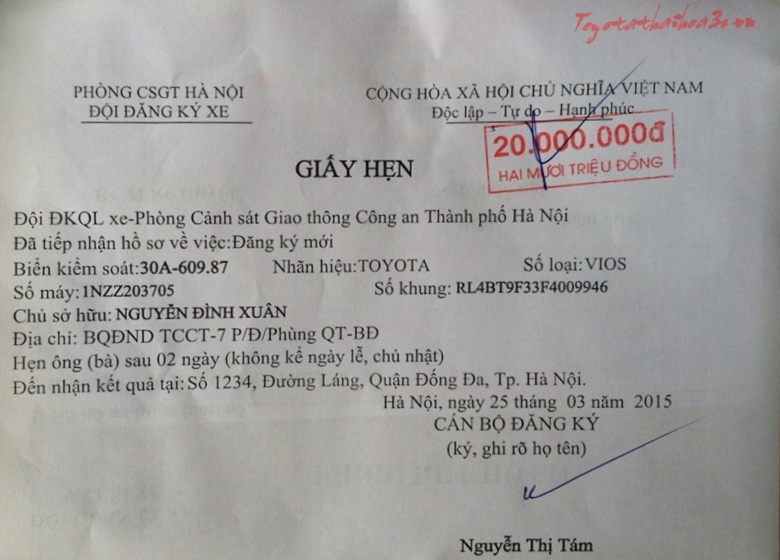 Toyotathaihoa3s.vn
PHÒNG CSGT HÀ NỘI
ĐỘI ĐĂNG KÝ XE
CỘNG HÒA XÃ HỘI CHỦ NGHĨA VIỆT NAM
Độc lập – Tự do – Hạnh phúc
20.000.000đ
HAI MƯƠI TRIỆU ĐỒNG
GIẤY HẸN
Đội ĐKQL xe-Phòng Cảnh sát Giao thông Công an Thành phố Hà Nội
Đã tiếp nhận hồ sơ về việc:Đăng ký mới
Biển kiểm soát:30A-609.87 Nhãn hiệu:TOYOTA Số loại:VIOS
Số máy:1NZZ203705 Số khung: RL4BT9F33F4009946
Chủ sở hữu: NGUYỄN ĐÌNH XUÂN
Địa chỉ: BQĐND TCCT-7 P/Đ/Phùng QT-BĐ
Hẹn ông (bà) sau 02 ngày (không kể ngày lễ, chủ nhật)
Đến nhận kết quả tại: Số 1234, Đường Láng, Quận Đống Đa, Tp. Hà Nội.
Hà Nội, ngày 25 tháng 03 năm 2015
CÁN BỘ ĐĂNG KÝ
(ký, ghi rõ họ tên)
Nguyễn Thị Tám